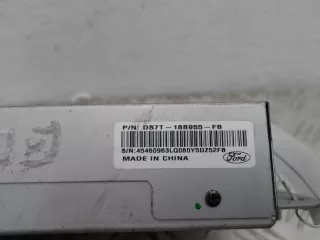 P/N: DS7T-18B955-FB
S/N:45460963LQ080Y5DZ52FB
MADE IN CHINA
Ford